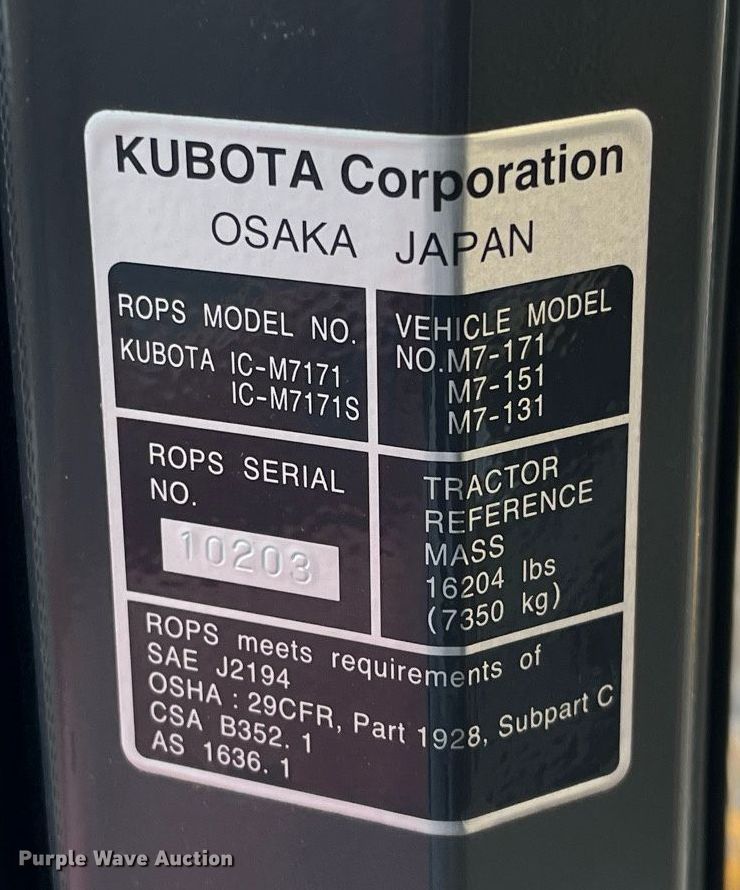 KUBOTA Corporation
OSAKA JAPAN
ROPS MODEL NO.
KUBOTA IC-M7171
IC-M7171S
VEHICLE MODEL
NO.M7-171
M7-151
M7-131
ROPS SERIAL
NO.
10203
TRACTOR
REFERENCE
MASS
16204 lbs
(7350 kg)
ROPS meets requirements of
SAE J2194
OSHA : 29CFR, Part 1928, Subpart C
CSA B352. 1
AS 1636. 1
Purple Wave Auction